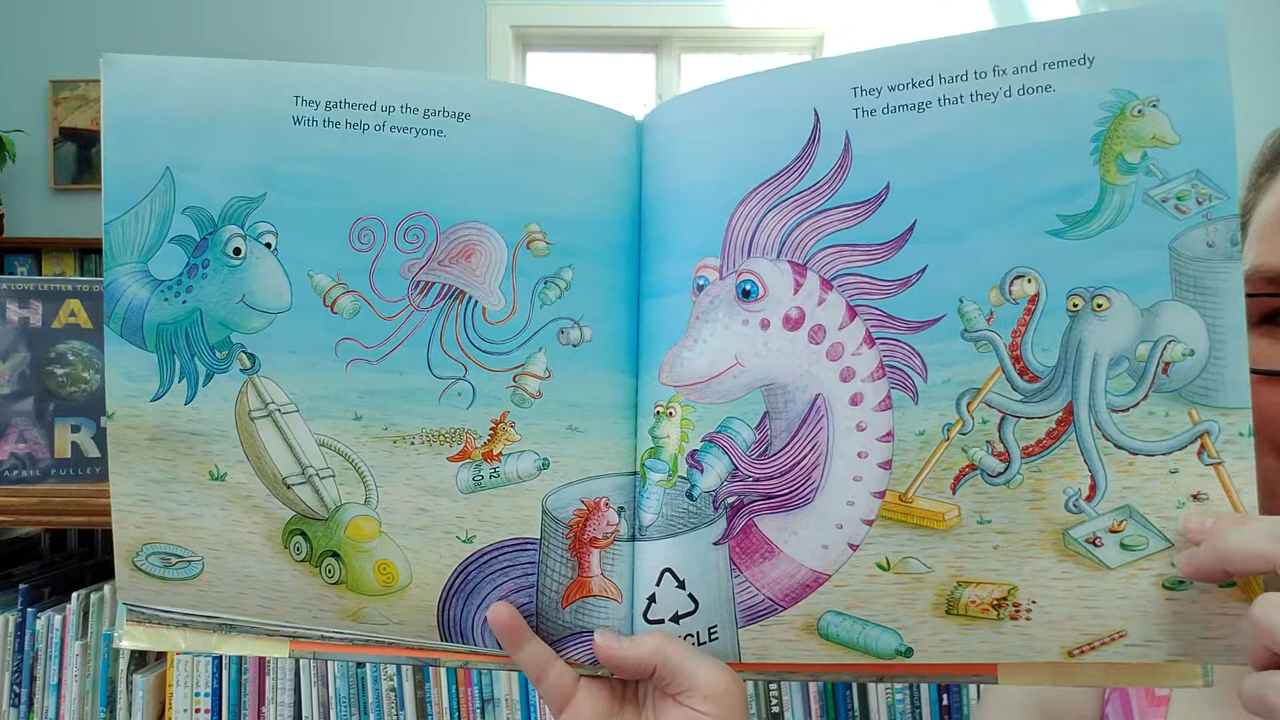 They gathered up the garbage
With the help of everyone.
They worked hard to fix and remedy
The damage that they'd done.
A LOVE LETTER TO
HA
AR
APRIL PULLEY
H2
CLE
BEAR